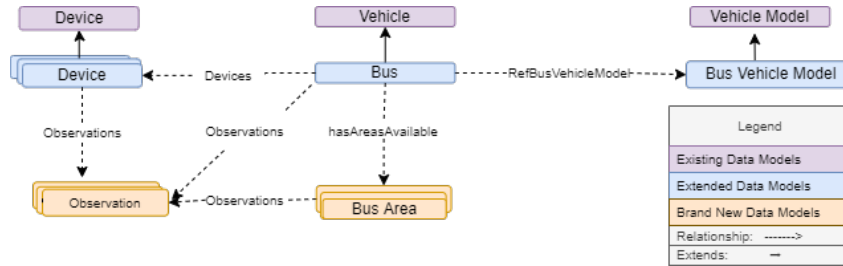 Device
Vehicle
Vehicle Model
Device
Devices
Bus
RefBusVehicleModel
Bus Vehicle Model
Observations
Observations
hasAreasAvailable
Observation
Observations
Bus Area
Legend
Existing Data Models
Extended Data Models
Brand New Data Models
Relationship: ------->
Extends: →